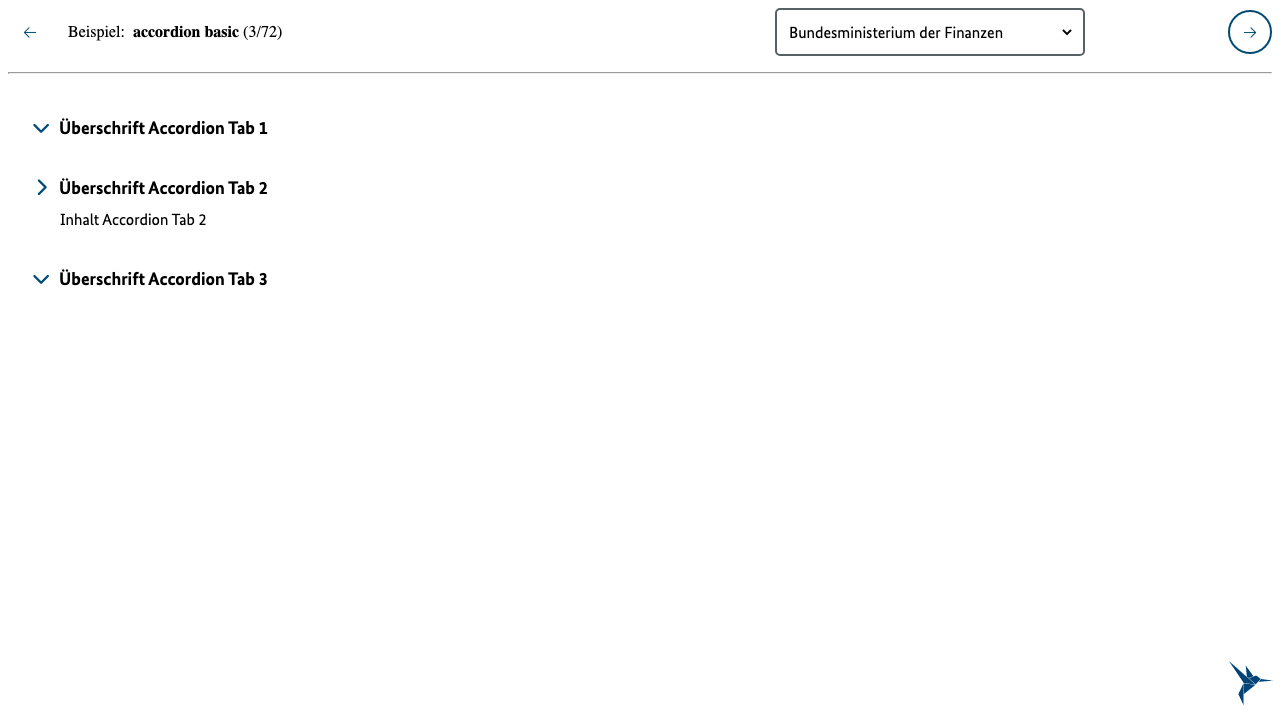 Beispiel: accordion basic (3/72)
Bundesministerium der Finanzen
Überschrift Accordion Tab 1
Überschrift Accordion Tab 2
Inhalt Accordion Tab 2
Überschrift Accordion Tab 3